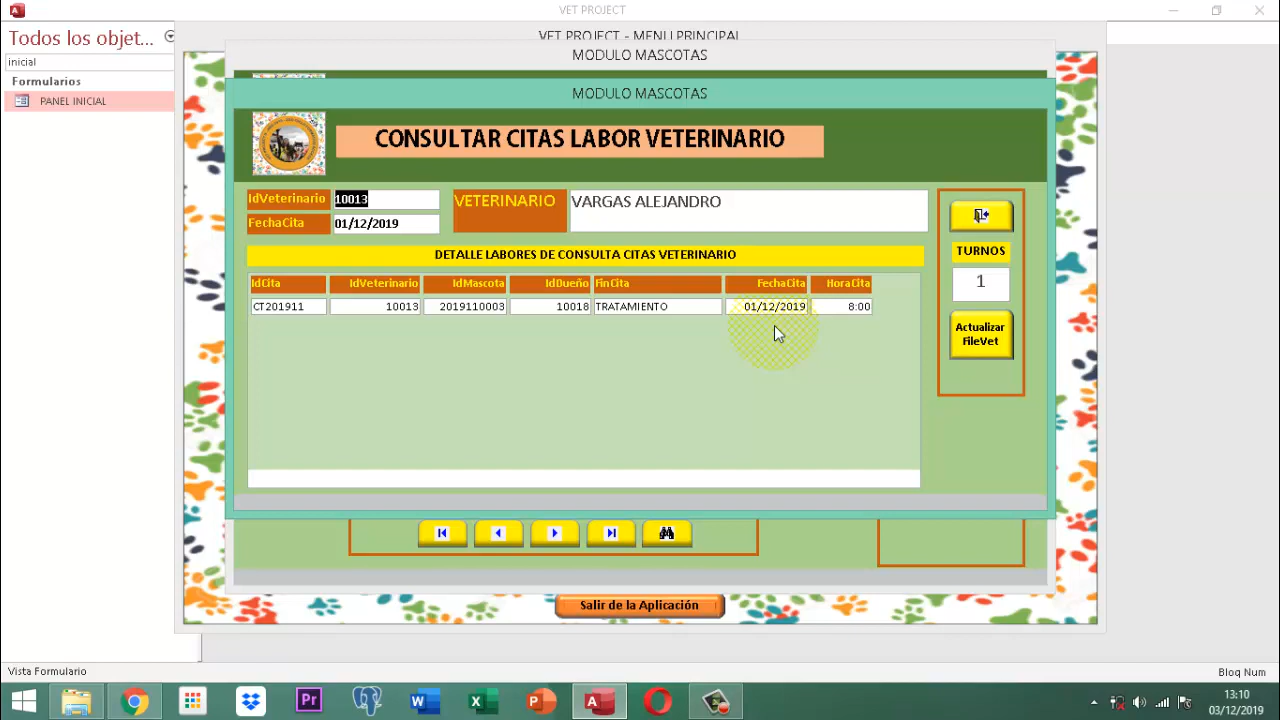 VET PROJECT
Todos los objet...
inicial
Formularios
PANEL INICIAL
VET PROJECT - MENU PRINCIPAL
MODULO MASCOTAS
MODULO MASCOTAS
CONSULTAR CITAS LABOR VETERINARIO
IdVeterinario 10013 VETERINARIO VARGAS ALEJANDRO
FechaCita 01/12/2019
DETALLE LABORES DE CONSULTA CITAS VETERINARIO
IdCita IdVeterinario IdMascota IdDueño FinCita FechaCita HoraCita
CT201911 10013 2019110003 10018 TRATAMIENTO 01/12/2019 8:00
TURNOS
1
Actualizar
FileVet
Salir de la Aplicación
Vista Formulario
Bloq Num
Pr
13:10
03/12/2019